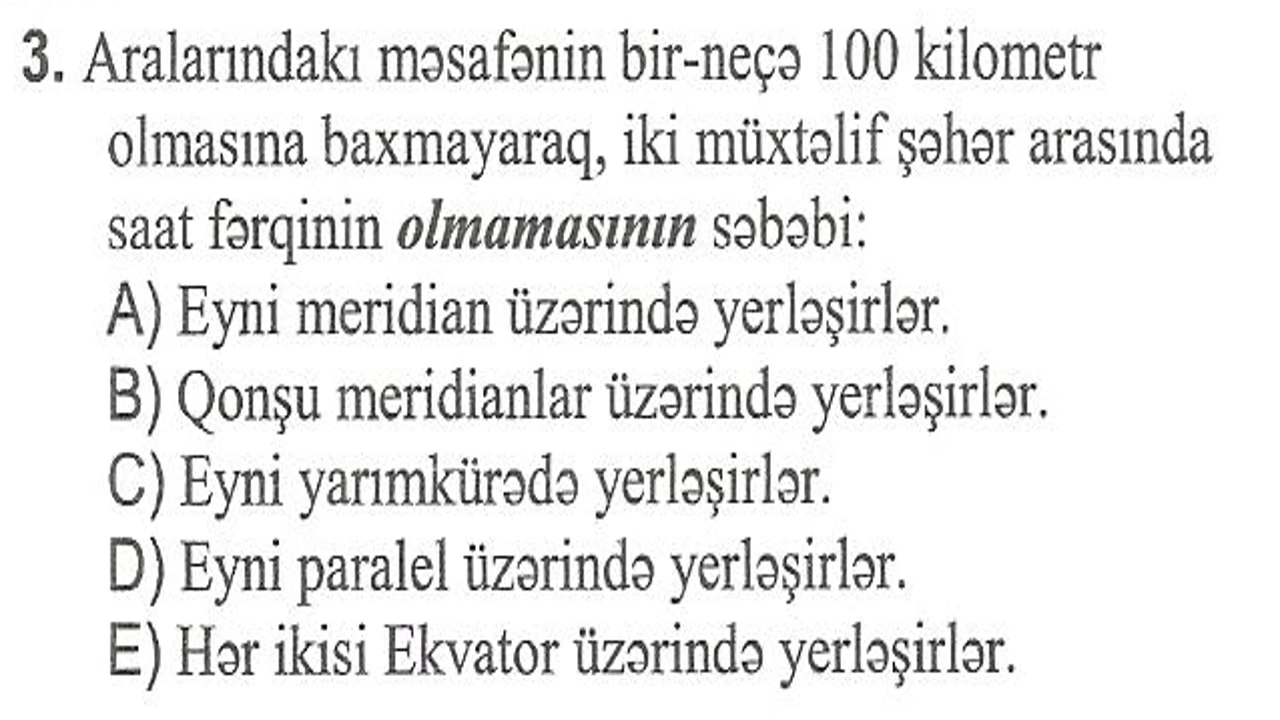 3. Aralarındakı məsafənin bir-neçə 100 kilometr
olmasına baxmayaraq, iki müxtəlif şəhər arasında
saat fərqinin olmamasının səbəbi:
A) Eyni meridian üzərində yerləşirlər.
B) Qonşu meridianlar üzərində yerləşirlər.
C) Eyni yarımkürədə yerləşirlər.
D) Eyni paralel üzərində yerləşirlər.
E) Hər ikisi Ekvator üzərində yerləşirlər.